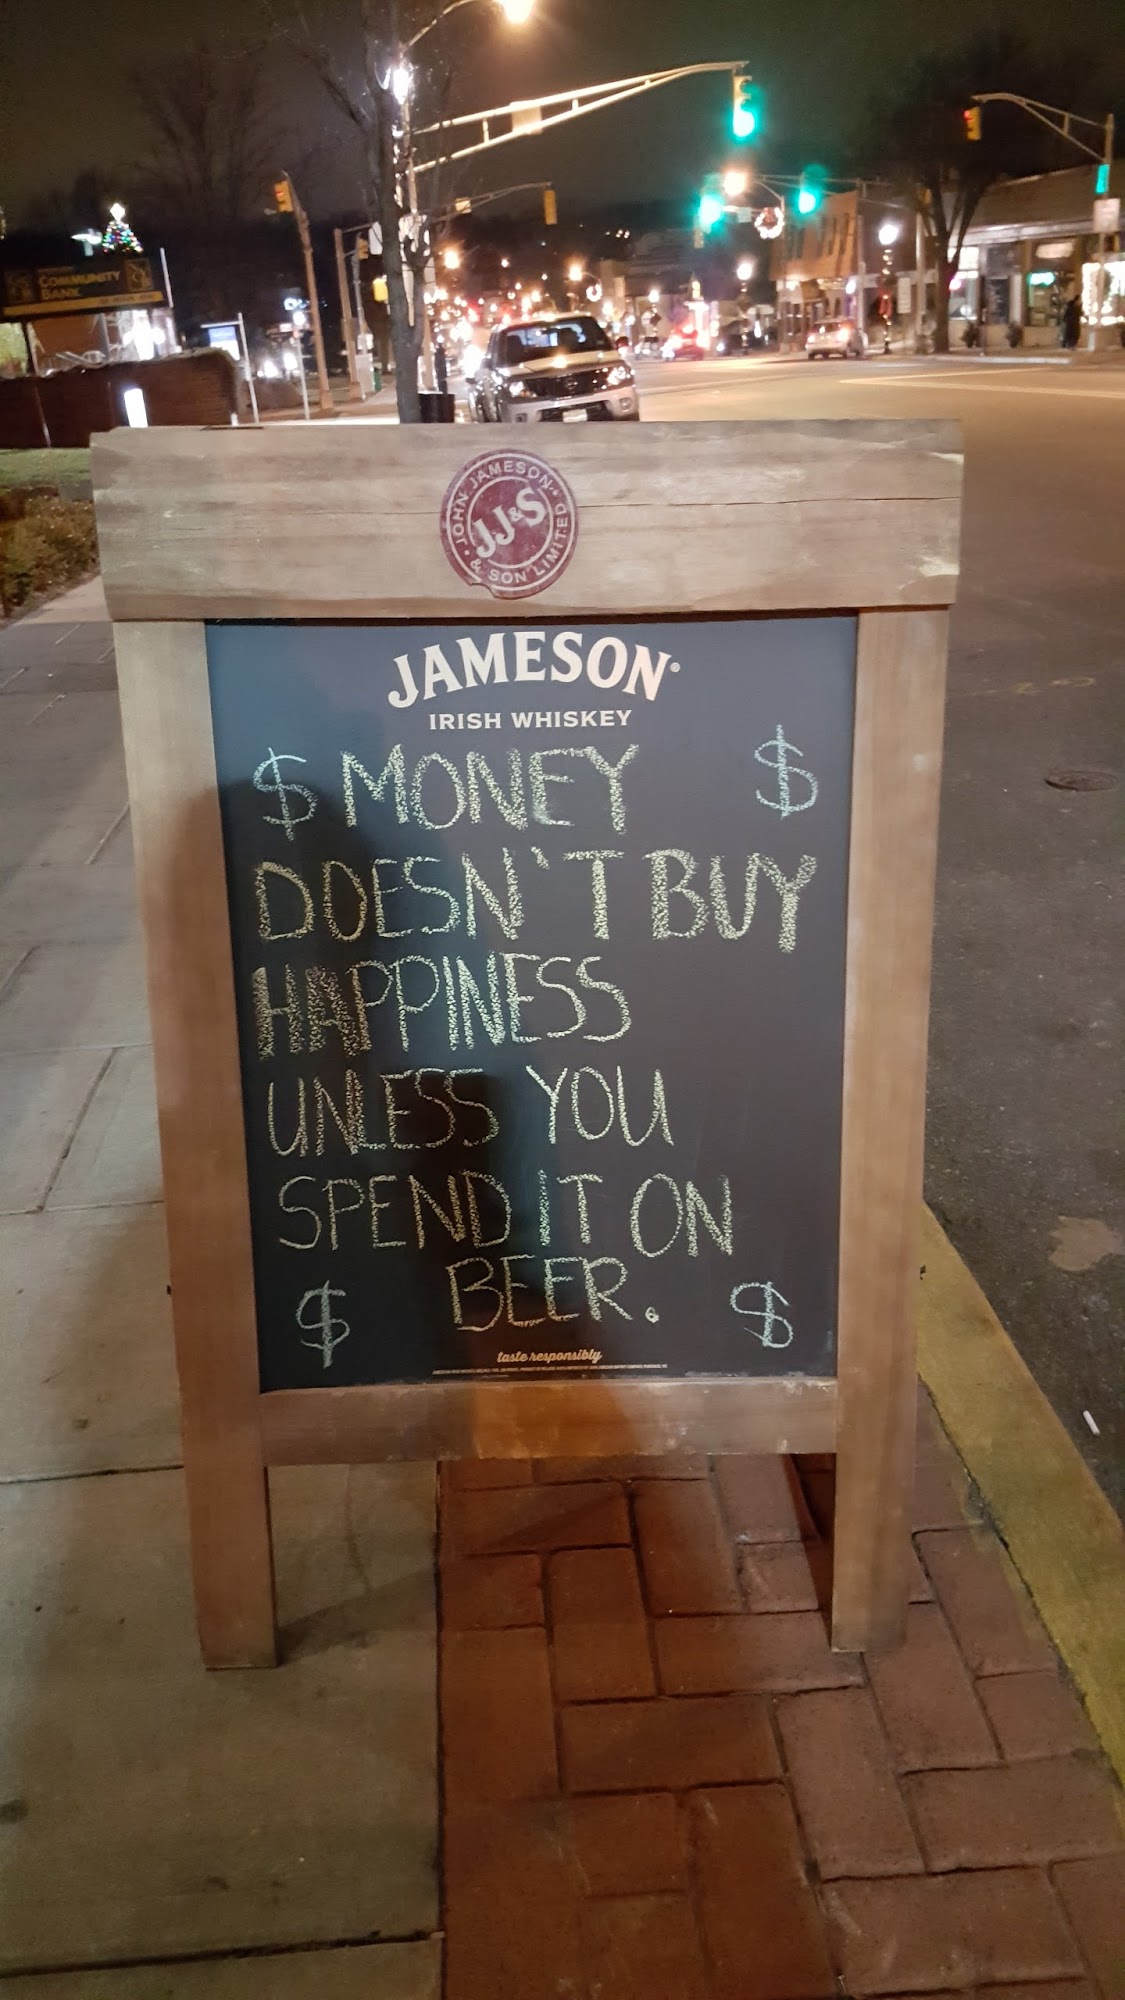 COMMUNITY
BANK
JOHN JAMESON
& SON LIMITED
JJ&S
JAMESON®
IRISH WHISKEY
$ MONEY $
DOESN'T BUY
HAPPINESS
UNLESS YOU
SPEND IT ON
$ BEER. $
taste responsibly